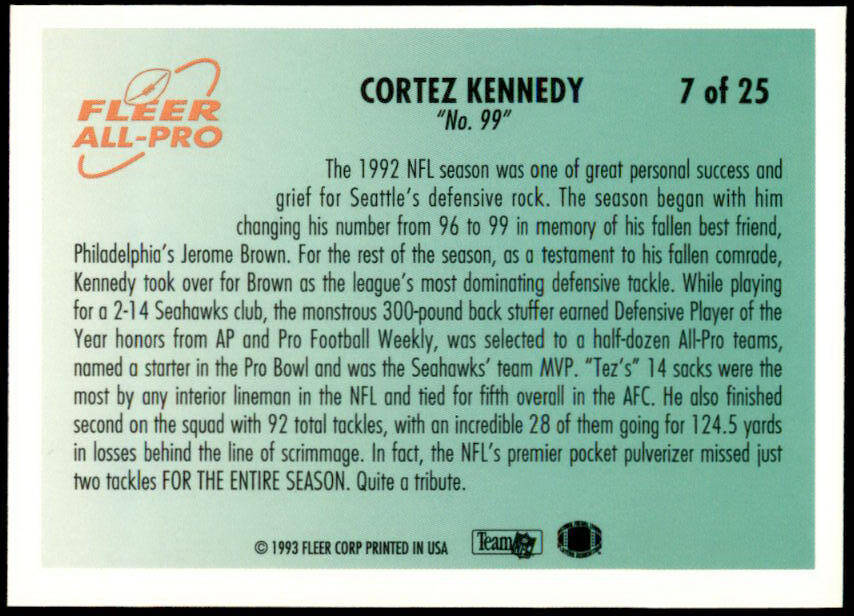 FLEER
ALL-PRO
CORTEZ KENNEDY
7 of 25
"No. 99"
The 1992 NFL season was one of great personal success and
grief for Seattle's defensive rock. The season began with him
changing his number from 96 to 99 in memory of his fallen best friend,
Philadelphia's Jerome Brown. For the rest of the season, as a testament to his fallen comrade,
Kennedy took over for Brown as the league's most dominating defensive tackle. While playing
for a 2-14 Seahawks club, the monstrous 300-pound back stuffer earned Defensive Player of the
Year honors from AP and Pro Football Weekly, was selected to a half-dozen All-Pro teams,
named a starter in the Pro Bowl and was the Seahawks' team MVP. "Tez's" 14 sacks were the
most by any interior lineman in the NFL and tied for fifth overall in the AFC. He also finished
second on the squad with 92 total tackles, with an incredible 28 of them going for 124.5 yards
in losses behind the line of scrimmage. In fact, the NFL's premier pocket pulverizer missed just
two tackles FOR THE ENTIRE SEASON. Quite a tribute.
© 1993 FLEER CORP PRINTED IN USA
Team NFL